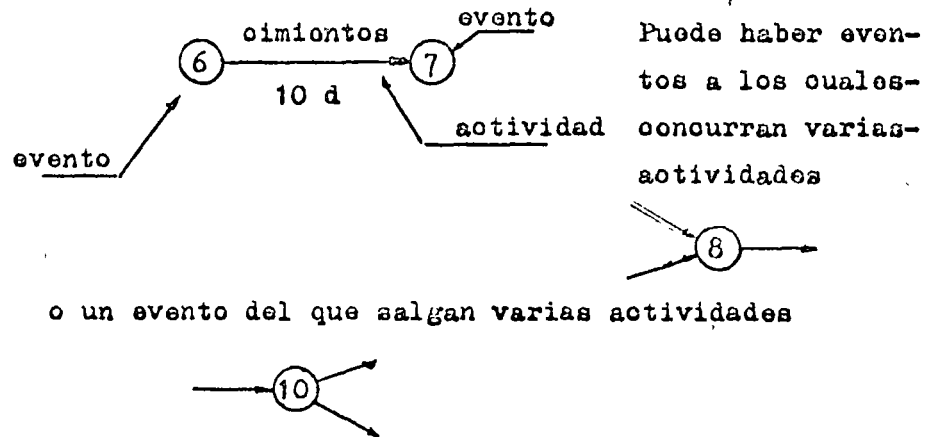 evento
cimientos
6
7
10 d
actividad
evento
Puede haber even-
tos a los cuales-
concurran varias-
actividades
8
o un evento del que salgan varias actividades
10